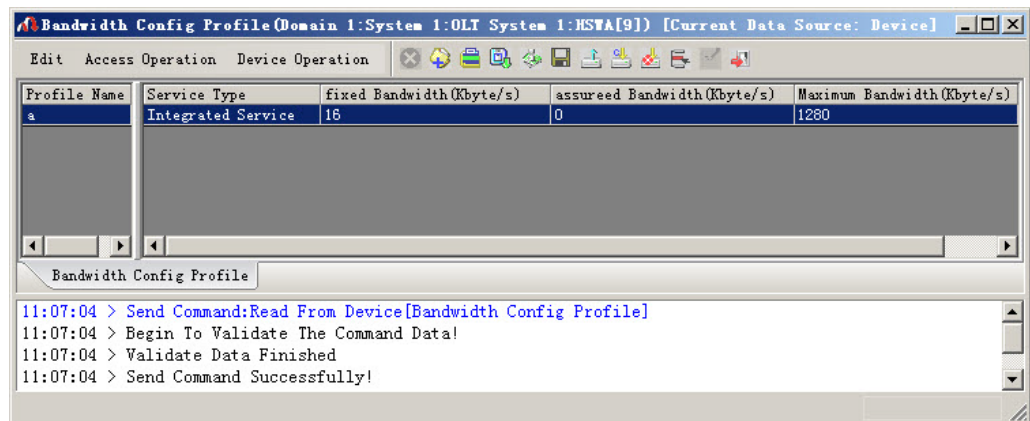 Bandwidth Config Profile(Domain 1:System 1:OLT System 1:HSWA[9]) [Current Data Source: Device]
Edit Access Operation Device Operation
Profile Name Service Type fixed Bandwidth(Kbyte/s) assureed Bandwidth(Kbyte/s) Maximum Bandwidth(Kbyte/s)
a Integrated Service 16 0 1280
Bandwidth Config Profile
11:07:04 > Send Command:Read From Device[Bandwidth Config Profile]
11:07:04 > Begin To Validate The Command Data!
11:07:04 > Validate Data Finished
11:07:04 > Send Command Successfully!